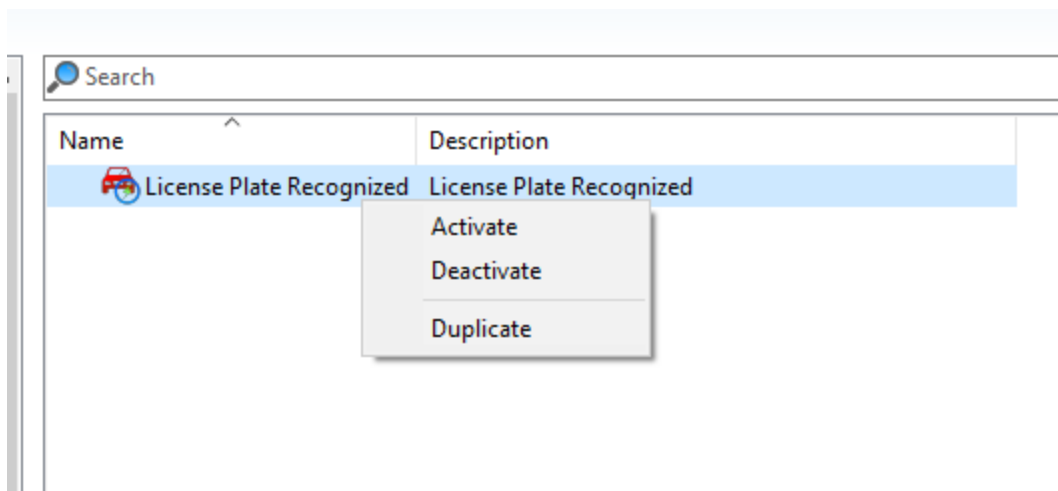 Search
Name Description
License Plate Recognized License Plate Recognized
Activate
Deactivate
Duplicate